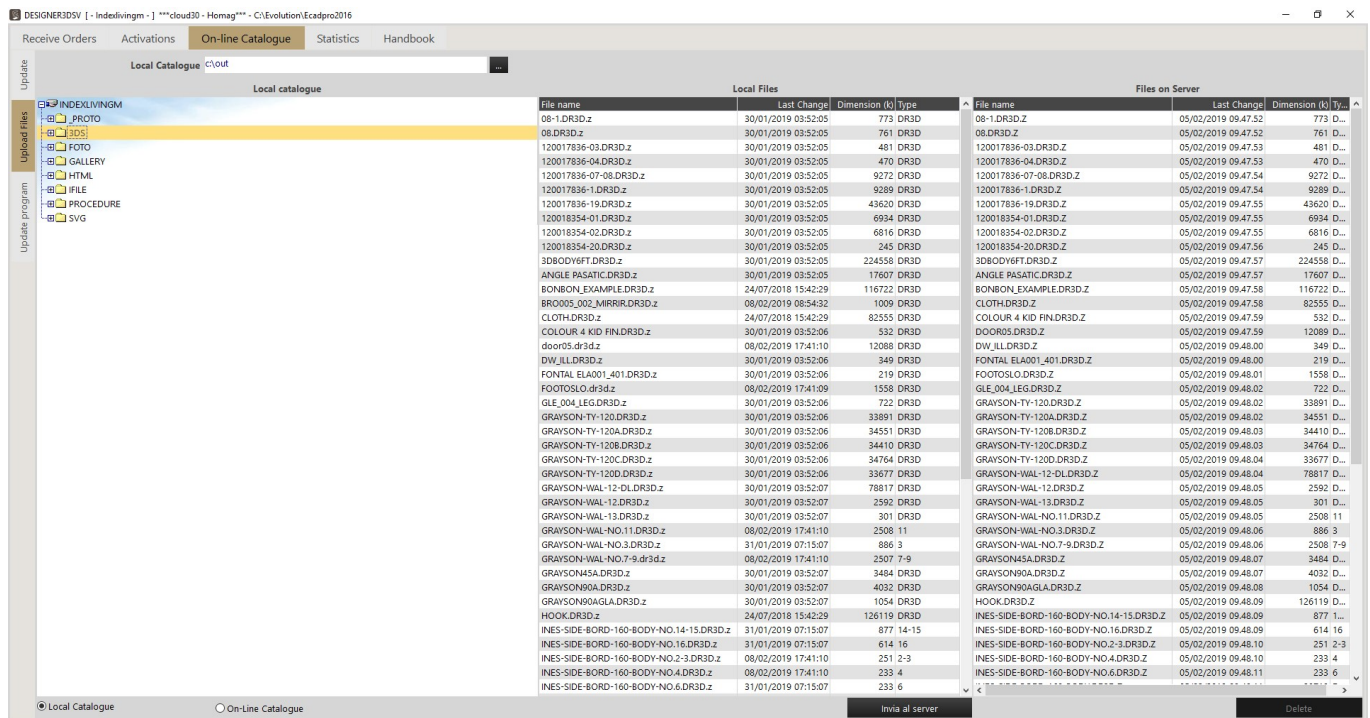 DESIGNER3DSV [ - Indexlivingm - ] ***cloud30 - Homag*** - C:\Evolution\Ecadpro2016
Receive Orders Activations On-line Catalogue Statistics Handbook
Update
Upload Files
Update program
Local Catalogue c:\out ...
Local catalogue
INDEXLIVINGM
_PROTO
3DS
FOTO
GALLERY
HTML
IFILE
PROCEDURE
SVG
Local Files
File name Last Change Dimension (k) Type
08-1.DR3D.z 30/01/2019 03:52:05 773 DR3D
08.DR3D.z 30/01/2019 03:52:05 761 DR3D
120017836-03.DR3D.z 30/01/2019 03:52:05 481 DR3D
120017836-04.DR3D.z 30/01/2019 03:52:05 470 DR3D
120017836-07-08.DR3D.z 30/01/2019 03:52:05 9272 DR3D
120017836-1.DR3D.z 30/01/2019 03:52:05 9289 DR3D
120017836-19.DR3D.z 30/01/2019 03:52:05 43620 DR3D
120018354-01.DR3D.z 30/01/2019 03:52:05 6934 DR3D
120018354-02.DR3D.z 30/01/2019 03:52:05 6816 DR3D
120018354-20.DR3D.z 30/01/2019 03:52:05 245 DR3D
3DBODY6FT.DR3D.z 30/01/2019 03:52:05 224558 DR3D
ANGLE PASATIC.DR3D.z 30/01/2019 03:52:05 17607 DR3D
BONBON_EXAMPLE.DR3D.z 24/07/2018 15:42:29 116722 DR3D
BRO005_002_MIRRIR.DR3D.z 08/02/2019 08:54:32 1009 DR3D
CLOTH.DR3D.z 24/07/2018 15:42:29 82555 DR3D
COLOUR 4 KID FIN.DR3D.z 30/01/2019 03:52:06 532 DR3D
door05.dr3d.z 08/02/2019 17:41:10 12088 DR3D
DW_ILL.DR3D.z 30/01/2019 03:52:06 349 DR3D
FONTAL ELA001_401.DR3D.z 30/01/2019 03:52:06 219 DR3D
FOOTOSLO.dr3d.z 08/02/2019 17:41:09 1558 DR3D
GLE_004_LEG.DR3D.z 30/01/2019 03:52:06 722 DR3D
GRAYSON-TY-120.DR3D.z 30/01/2019 03:52:06 33891 DR3D
GRAYSON-TY-120A.DR3D.z 30/01/2019 03:52:06 34551 DR3D
GRAYSON-TY-120B.DR3D.z 30/01/2019 03:52:06 34410 DR3D
GRAYSON-TY-120C.DR3D.z 30/01/2019 03:52:06 34764 DR3D
GRAYSON-TY-120D.DR3D.z 30/01/2019 03:52:06 33677 DR3D
GRAYSON-WAL-12-DL.DR3D.z 30/01/2019 03:52:07 78817 DR3D
GRAYSON-WAL-12.DR3D.z 30/01/2019 03:52:07 2592 DR3D
GRAYSON-WAL-13.DR3D.z 30/01/2019 03:52:07 301 DR3D
GRAYSON-WAL-NO.11.DR3D.z 08/02/2019 17:41:10 2508 11
GRAYSON-WAL-NO.3.DR3D.z 31/01/2019 07:15:07 886 3
GRAYSON-WAL-NO.7-9.dr3d.z 08/02/2019 17:41:10 2507 7-9
GRAYSON45A.DR3D.z 30/01/2019 03:52:07 3484 DR3D
GRAYSON90A.DR3D.z 30/01/2019 03:52:07 4032 DR3D
GRAYSON90AGLA.DR3D.z 30/01/2019 03:52:07 1054 DR3D
HOOK.DR3D.z 24/07/2018 15:42:29 126119 DR3D
INES-SIDE-BORD-160-BODY-NO.14-15.DR3D.z 31/01/2019 07:15:07 877 14-15
INES-SIDE-BORD-160-BODY-NO.16.DR3D.z 31/01/2019 07:15:07 614 16
INES-SIDE-BORD-160-BODY-NO.2-3.DR3D.z 08/02/2019 17:41:10 251 2-3
INES-SIDE-BORD-160-BODY-NO.4.DR3D.z 08/02/2019 17:41:10 233 4
INES-SIDE-BORD-160-BODY-NO.6.DR3D.z 31/01/2019 07:15:07 233 6
Files on Server
File name Last Change Dimension (k) Ty...
08-1.DR3D.Z 05/02/2019 09.47.52 773 D...
08.DR3D.Z 05/02/2019 09.47.52 761 D...
120017836-03.DR3D.Z 05/02/2019 09.47.53 481 D...
120017836-04.DR3D.Z 05/02/2019 09.47.53 470 D...
120017836-07-08.DR3D.Z 05/02/2019 09.47.54 9272 D...
120017836-1.DR3D.Z 05/02/2019 09.47.54 9289 D...
120017836-19.DR3D.Z 05/02/2019 09.47.55 43620 D...
120018354-01.DR3D.Z 05/02/2019 09.47.55 6934 D...
120018354-02.DR3D.Z 05/02/2019 09.47.55 6816 D...
120018354-20.DR3D.Z 05/02/2019 09.47.56 245 D...
3DBODY6FT.DR3D.Z 05/02/2019 09.47.57 224558 D...
ANGLE PASATIC.DR3D.Z 05/02/2019 09.47.57 17607 D...
BONBON_EXAMPLE.DR3D.Z 05/02/2019 09.47.58 116722 D...
CLOTH.DR3D.Z 05/02/2019 09.47.58 82555 D...
COLOUR 4 KID FIN.DR3D.Z 05/02/2019 09.47.59 532 D...
DOOR05.DR3D.Z 05/02/2019 09.47.59 12089 D...
DW_ILL.DR3D.Z 05/02/2019 09.48.00 349 D...
FONTAL ELA001_401.DR3D.Z 05/02/2019 09.48.00 219 D...
FOOTOSLO.DR3D.Z 05/02/2019 09.48.01 1558 D...
GLE_004_LEG.DR3D.Z 05/02/2019 09.48.02 722 D...
GRAYSON-TY-120.DR3D.Z 05/02/2019 09.48.02 33891 D...
GRAYSON-TY-120A.DR3D.Z 05/02/2019 09.48.02 34551 D...
GRAYSON-TY-120B.DR3D.Z 05/02/2019 09.48.03 34410 D...
GRAYSON-TY-120C.DR3D.Z 05/02/2019 09.48.03 34764 D...
GRAYSON-TY-120D.DR3D.Z 05/02/2019 09.48.04 33677 D...
GRAYSON-WAL-12-DL.DR3D.Z 05/02/2019 09.48.04 78817 D...
GRAYSON-WAL-12.DR3D.Z 05/02/2019 09.48.05 2592 D...
GRAYSON-WAL-13.DR3D.Z 05/02/2019 09.48.05 301 D...
GRAYSON-WAL-NO.11.DR3D.Z 05/02/2019 09.48.05 2508 11
GRAYSON-WAL-NO.3.DR3D.Z 05/02/2019 09.48.06 886 3
GRAYSON-WAL-NO.7-9.DR3D.Z 05/02/2019 09.48.06 2508 7-9
GRAYSON45A.DR3D.Z 05/02/2019 09.48.07 3484 D...
GRAYSON90A.DR3D.Z 05/02/2019 09.48.07 4032 D...
GRAYSON90AGLA.DR3D.Z 05/02/2019 09.48.08 1054 D...
HOOK.DR3D.Z 05/02/2019 09.48.09 126119 D...
INES-SIDE-BORD-160-BODY-NO.14-15.DR3D.Z 05/02/2019 09.48.09 877 1...
INES-SIDE-BORD-160-BODY-NO.16.DR3D.Z 05/02/2019 09.48.09 614 16
INES-SIDE-BORD-160-BODY-NO.2-3.DR3D.Z 05/02/2019 09.48.10 251 2-3
INES-SIDE-BORD-160-BODY-NO.4.DR3D.Z 05/02/2019 09.48.10 233 4
INES-SIDE-BORD-160-BODY-NO.6.DR3D.Z 05/02/2019 09.48.11 233 6
Local Catalogue On-Line Catalogue Invia al server Delete